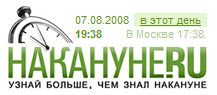 07.08.2008 в этот день
19:38 В Москве 17:38.
НАКАНУНЕ.RU
УЗНАЙ БОЛЬШЕ, ЧЕМ ЗНАЛ НАКАНУНЕ